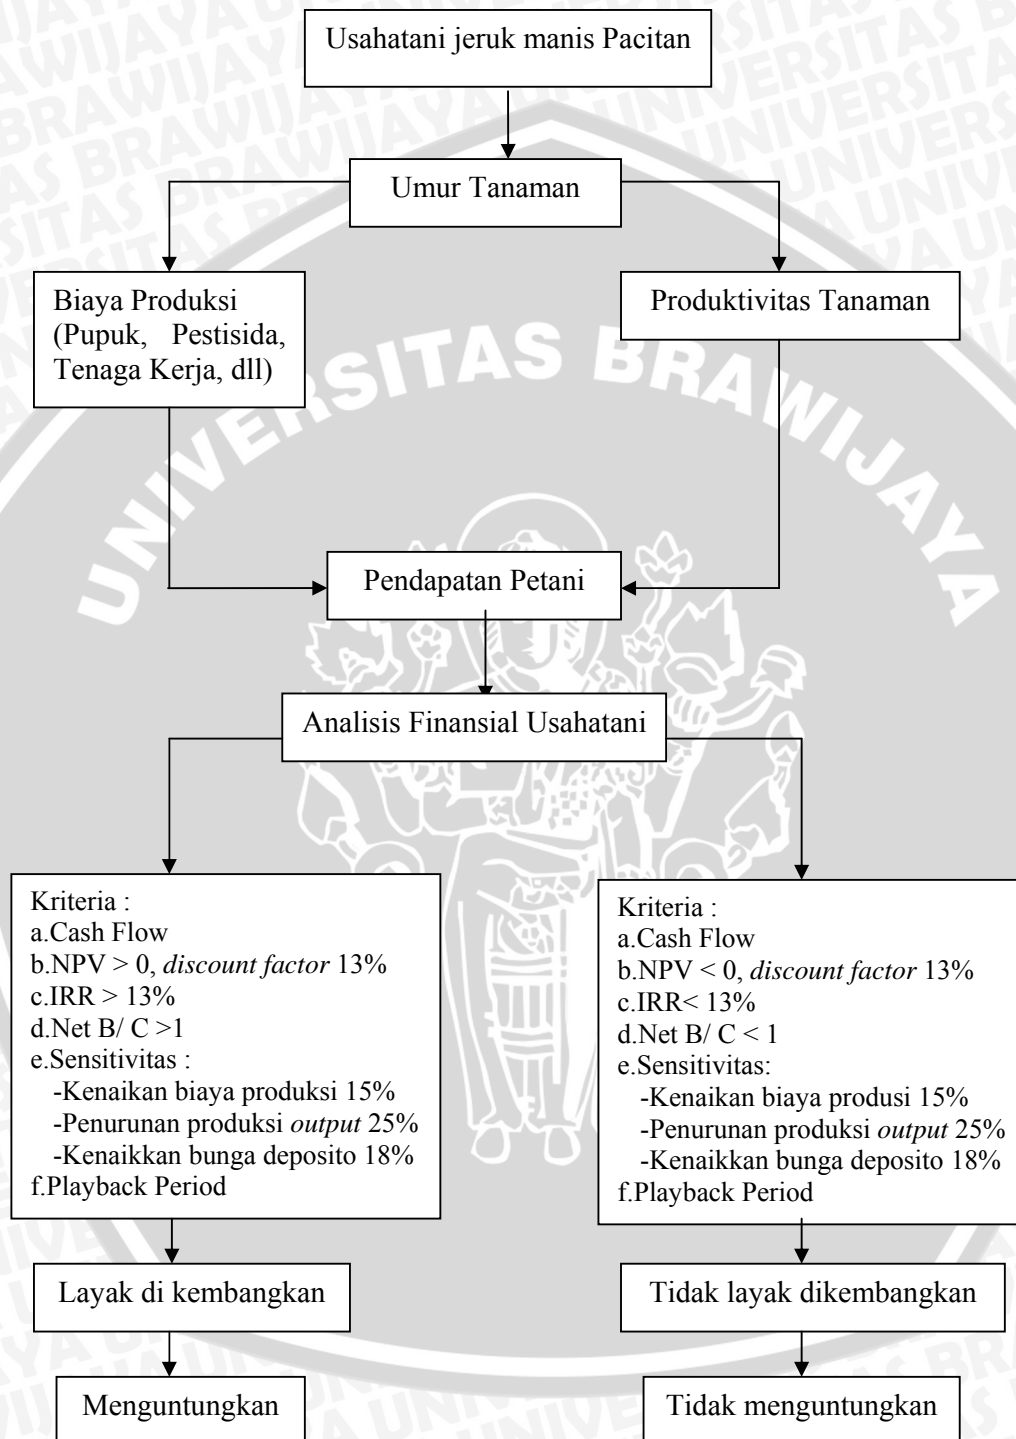 Usahatani jeruk manis Pacitan
Umur Tanaman
Biaya Produksi
(Pupuk, Pestisida,
Tenaga Kerja, dll)
Produktivitas Tanaman
UNIVERSITAS BRAWIJAYA
Pendapatan Petani
Analisis Finansial Usahatani
Kriteria :
a.Cash Flow
b.NPV > 0, discount factor 13%
c.IRR > 13%
d.Net B/ C >1
e.Sensitivitas :
-Kenaikan biaya produksi 15%
-Penurunan produksi output 25%
-Kenaikkan bunga deposito 18%
f.Playback Period
Kriteria :
a.Cash Flow
b.NPV < 0, discount factor 13%
c.IRR< 13%
d.Net B/ C < 1
e.Sensitivitas:
-Kenaikan biaya produsi 15%
-Penurunan produksi output 25%
-Kenaikkan bunga deposito 18%
f.Playback Period
Layak di kembangkan
Tidak layak dikembangkan
Menguntungkan
Tidak menguntungkan